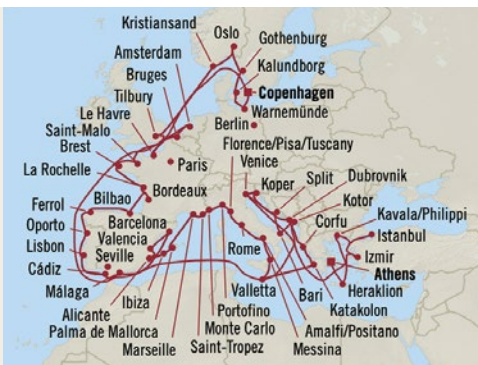 Kristiansand
Oslo
Gothenburg
Amsterdam
Kalundborg
Bruges
Copenhagen
Tilbury
Warnemünde
Le Havre
Berlin
Saint-Malo
Florence/Pisa/Tuscany
Brest
Venice
Paris
Koper
Dubrovnik
La Rochelle
Split
Kotor
Ferrol
Bilbao
Bordeaux
Kavala/Philippi
Oporto
Barcelona
Corfu
Istanbul
Lisbon
Valencia
Rome
Izmir
Seville
Athens
Cádiz
Valletta
Bari
Heraklion
Málaga
Ibiza
Portofino
Katakolon
Alicante
Monte Carlo
Amalfi/Positano
Palma de Mallorca
Saint-Tropez
Messina
Marseille